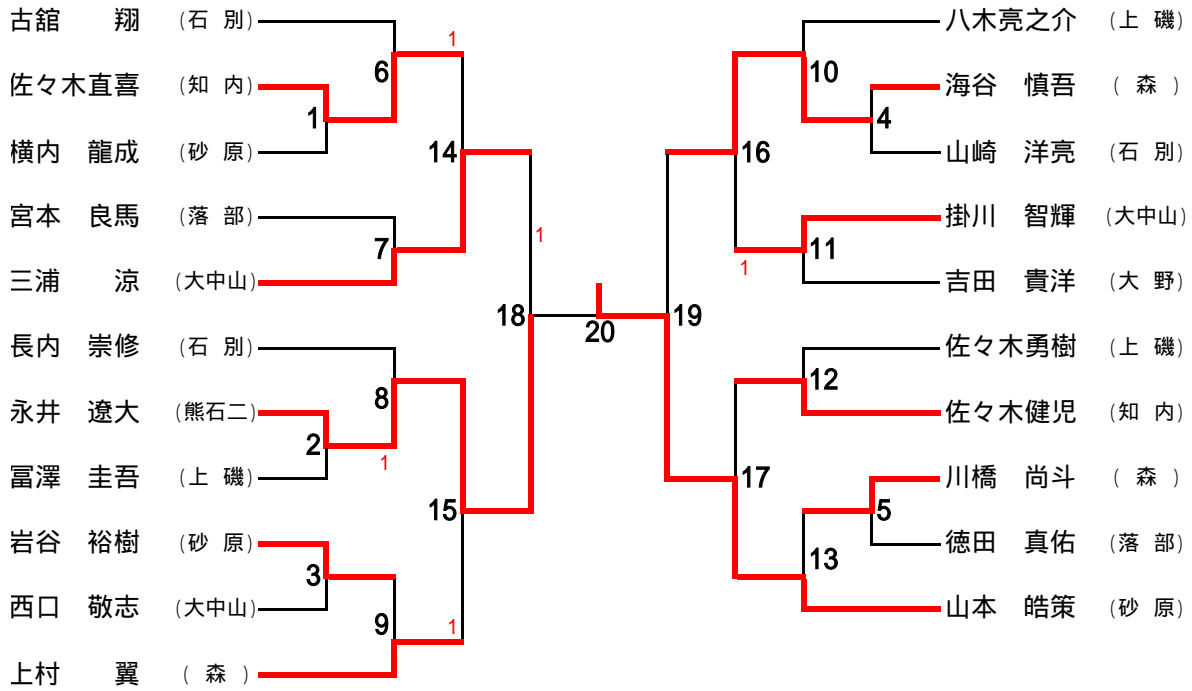 古舘　　翔 （石 別）
佐々木直喜 （知 内）
横内　龍成 （砂 原）
宮本　良馬 （落 部）
三浦　　涼 （大中山）
長内　崇修 （石 別）
永井　遼大 （熊石二）
冨澤　圭吾 （上 磯）
岩谷　裕樹 （砂 原）
西口　敬志 （大中山）
上村　　翼 （ 森 ）
1
6
1
14
7
1
18
8
2
1
15
3
9
1
20
八木亮之介 （上 磯）
海谷　慎吾 （ 森 ）
山崎　洋亮 （石 別）
掛川　智輝 （大中山）
吉田　貴洋 （大 野）
佐々木勇樹 （上 磯）
佐々木健児 （知 内）
川橋　尚斗 （ 森 ）
徳田　真佑 （落 部）
山本　皓策 （砂 原）
10
4
16
11
1
19
12
17
5
13